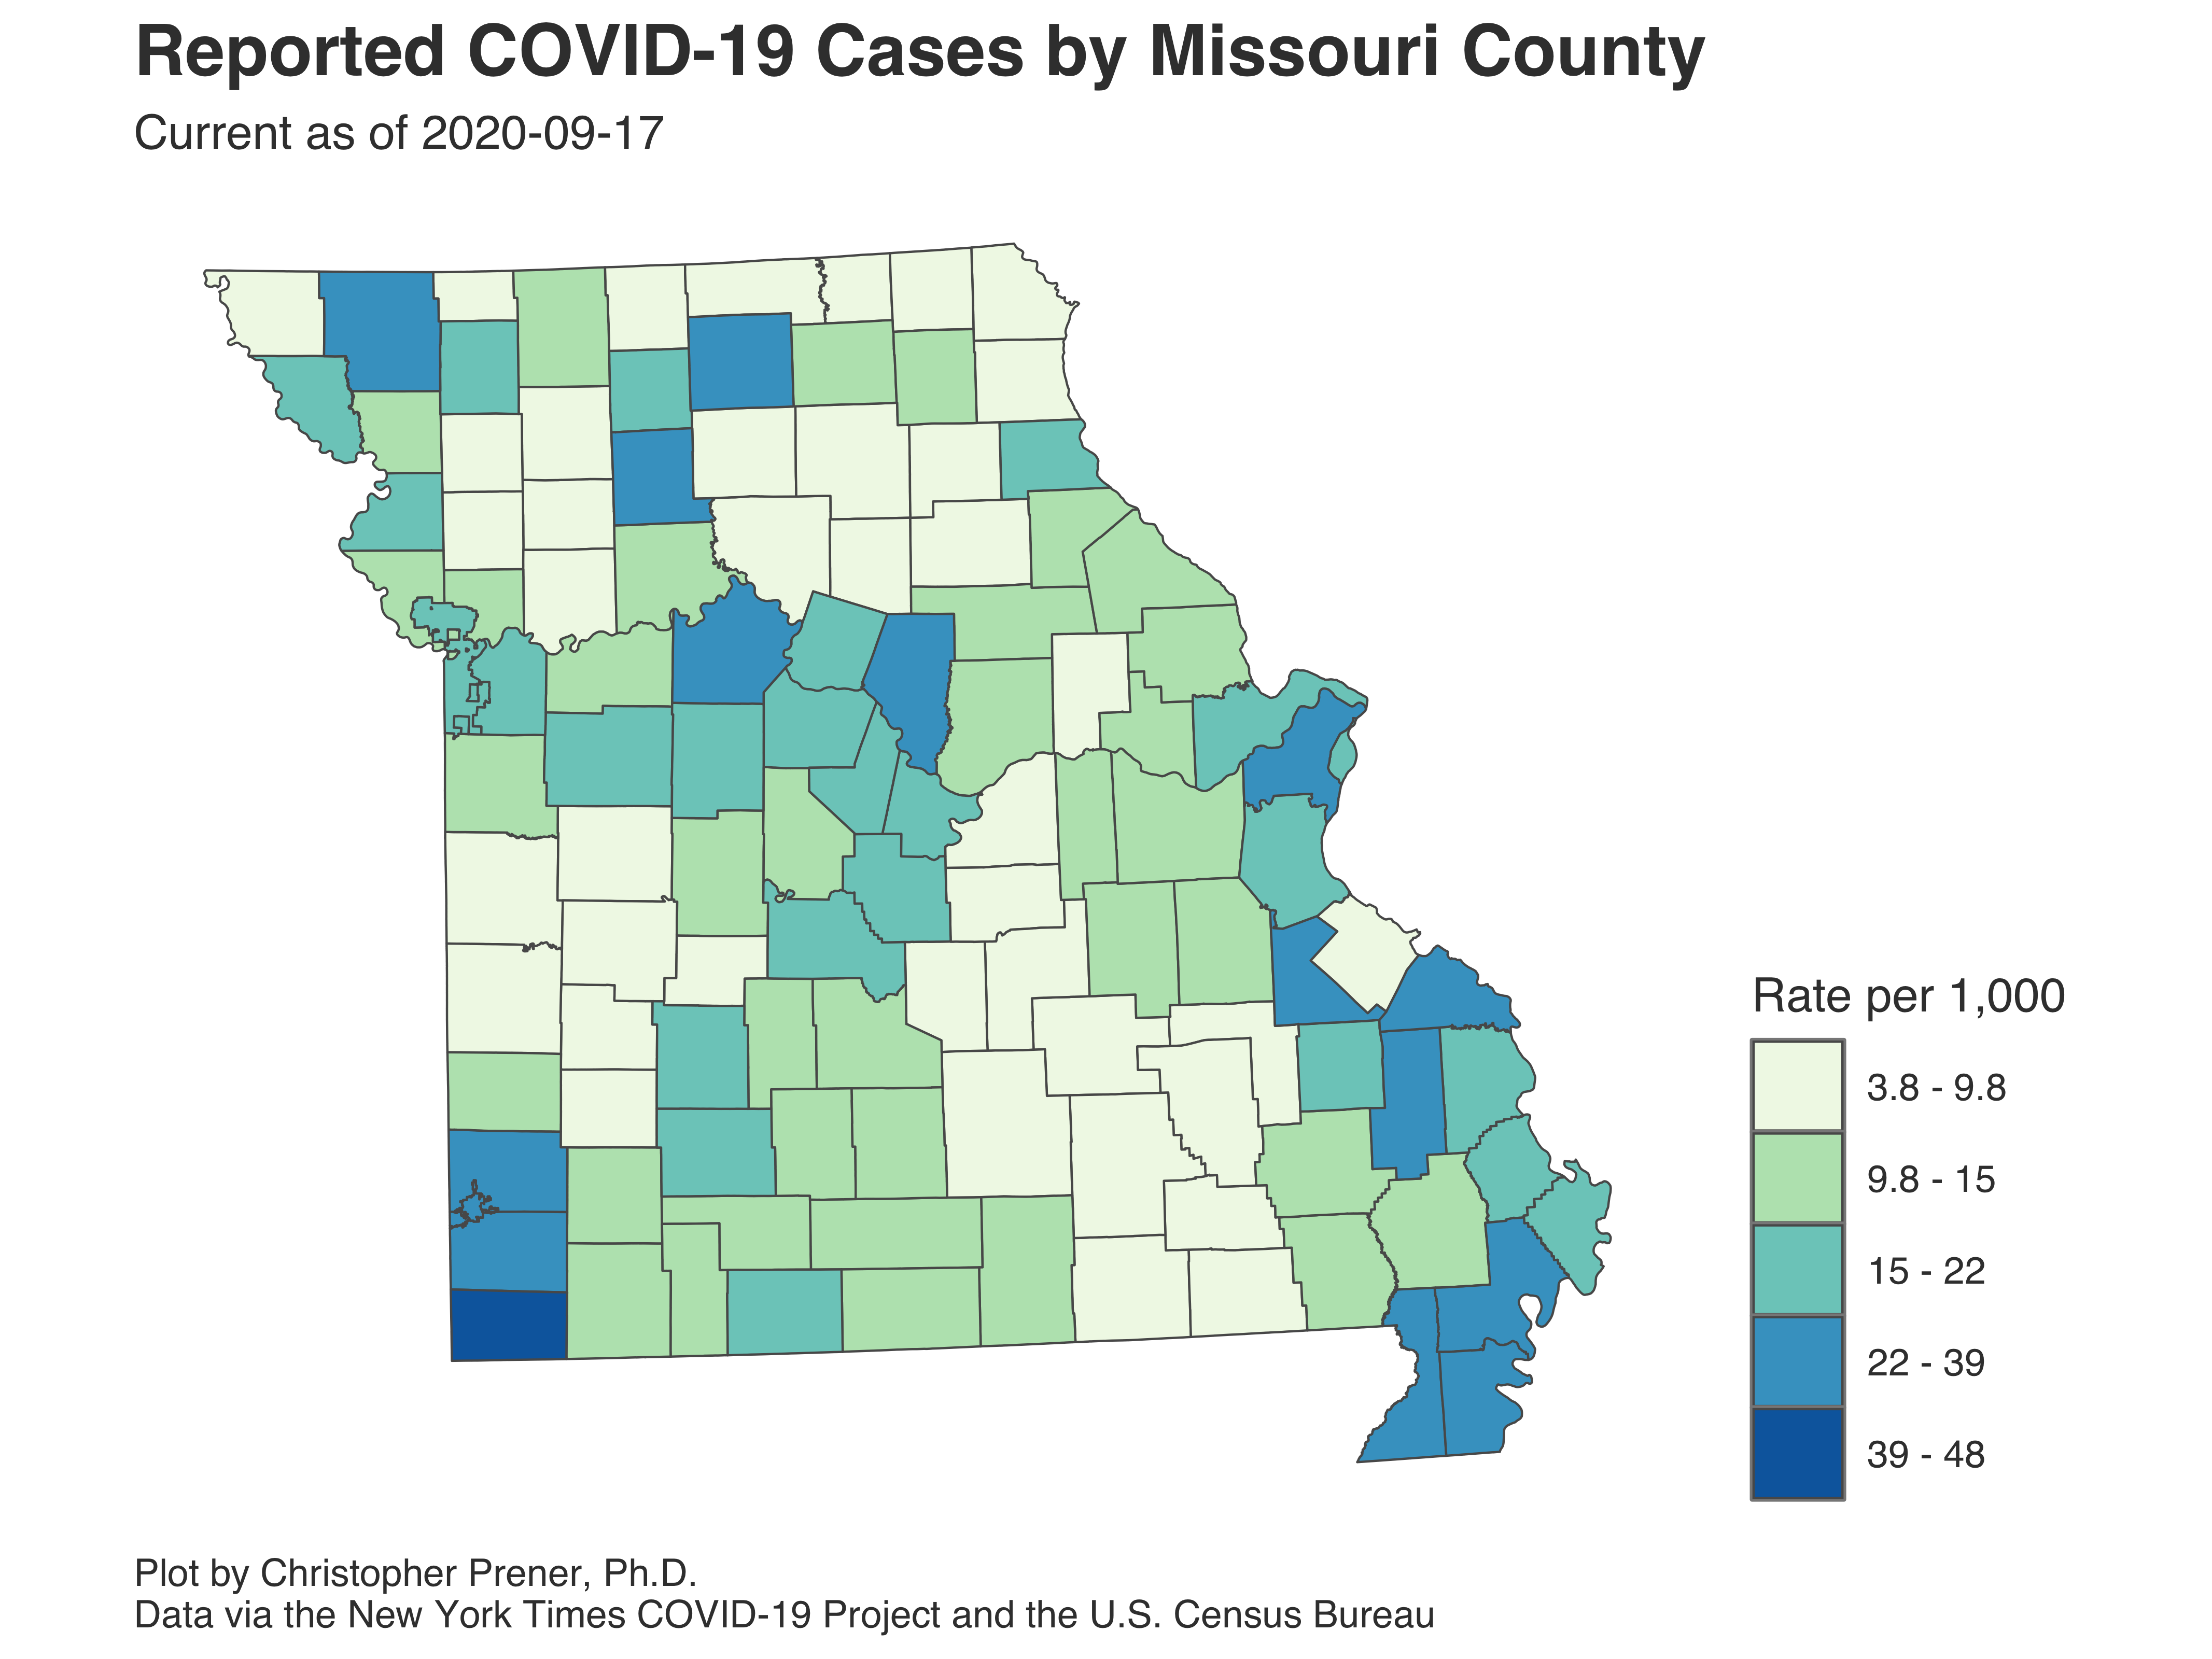 Reported COVID-19 Cases by Missouri County
Current as of 2020-09-17
Rate per 1,000
3.8 - 9.8
9.8 - 15
15 - 22
22 - 39
39 - 48
Plot by Christopher Prener, Ph.D.
Data via the New York Times COVID-19 Project and the U.S. Census Bureau